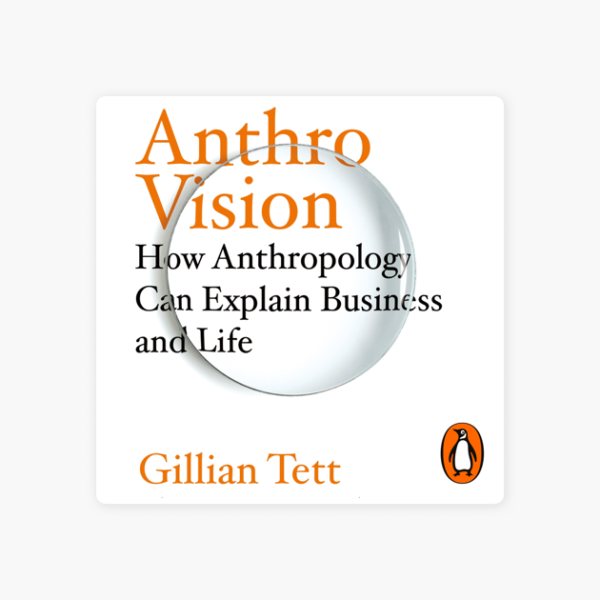 Anthro
Vision
How Anthropology
Can Explain Business
and Life
Gillian Tett